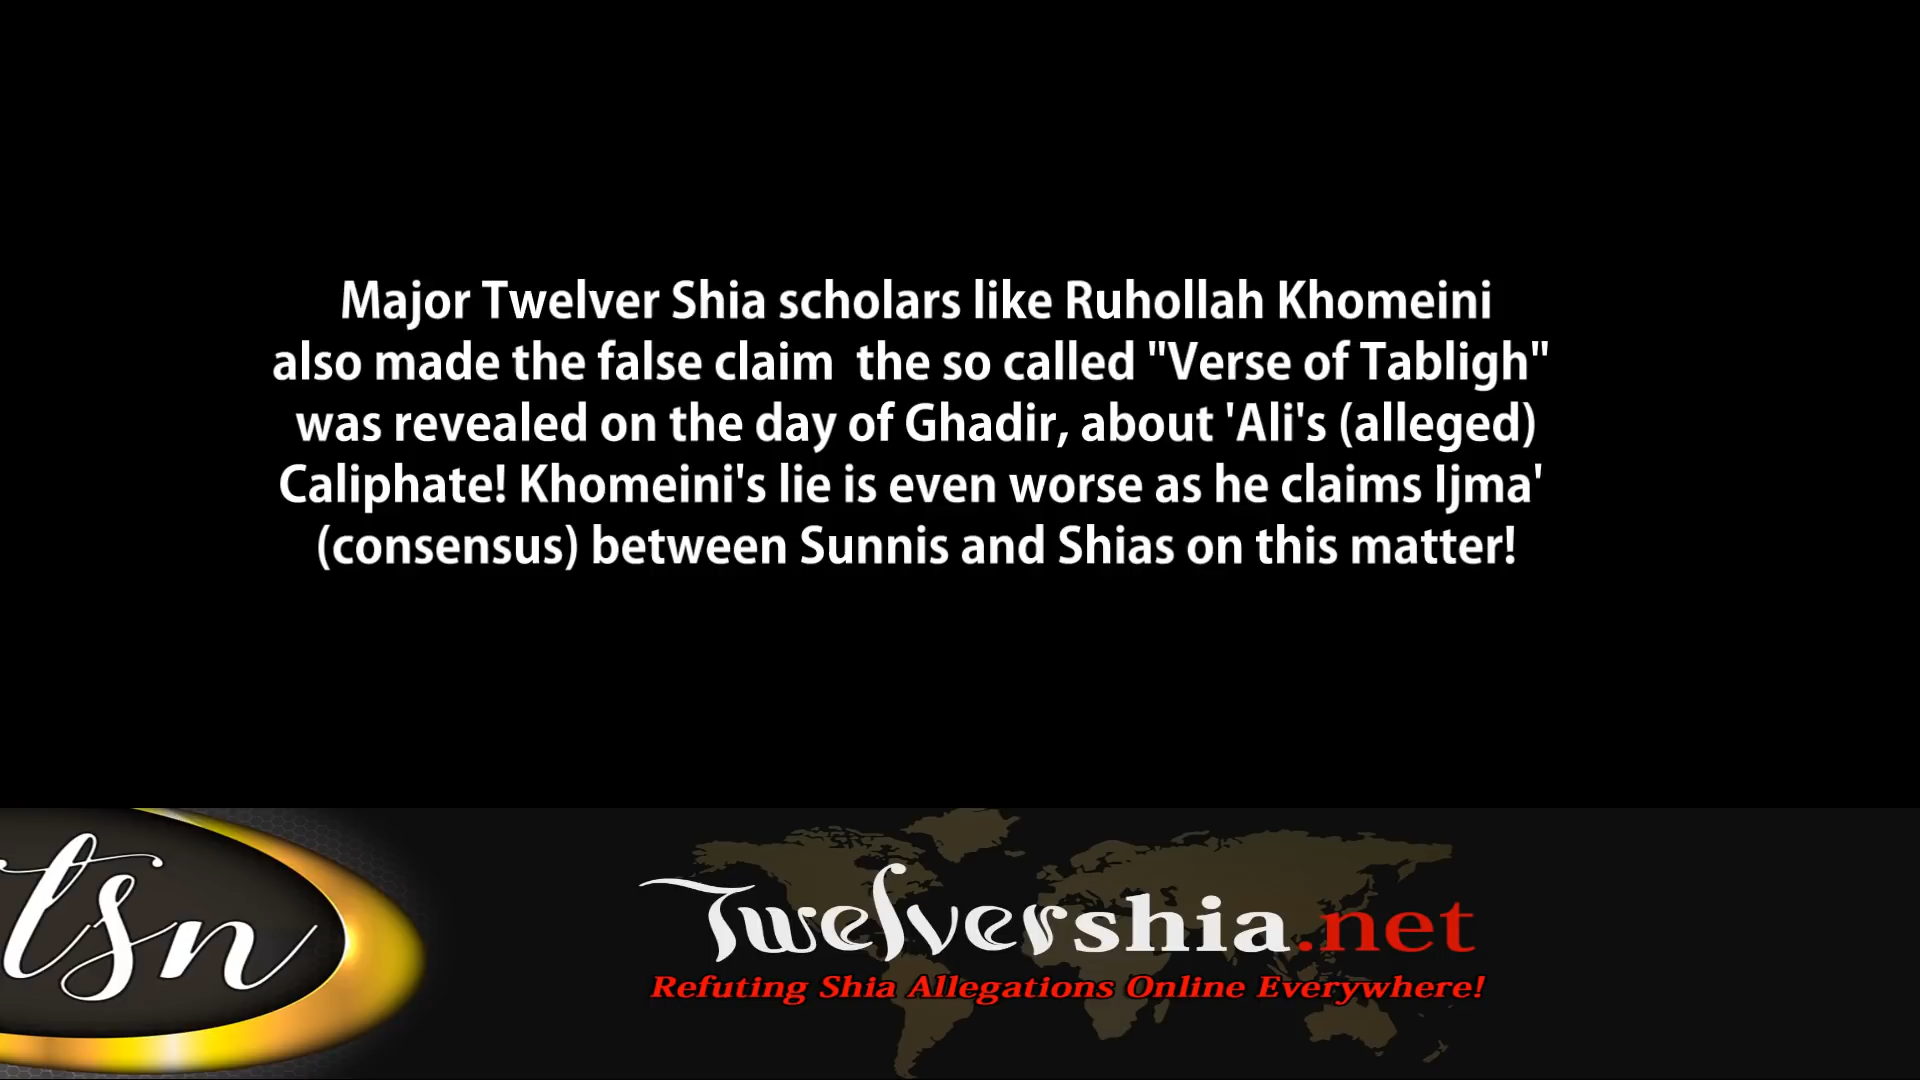 Major Twelver Shia scholars like Ruhollah Khomeini
also made the false claim  the so called "Verse of Tabligh"
was revealed on the day of Ghadir, about 'Ali's (alleged)
Caliphate! Khomeini's lie is even worse as he claims Ijma'
(consensus) between Sunnis and Shias on this matter!
tsn
Twelvershia.net
Refuting Shia Allegations Online Everywhere!